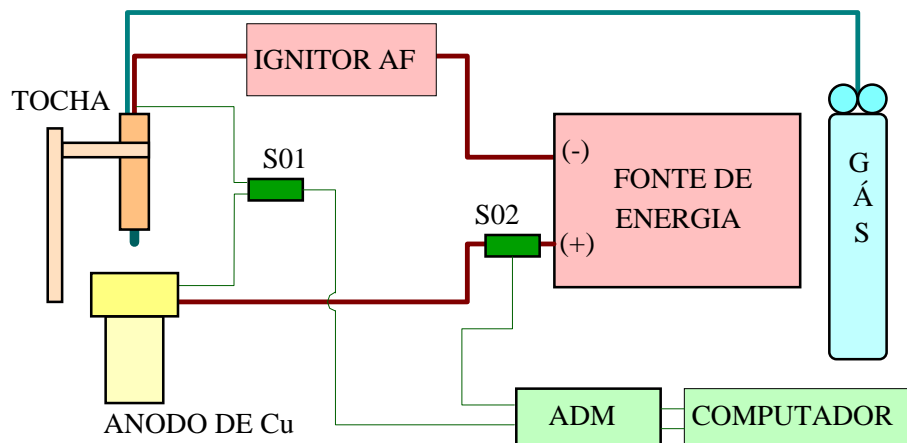 IGNITOR AF
TOCHA
S01
(-)
FONTE DE
ENERGIA
S02
(+)
G
Á
S
ANODO DE Cu
ADM
COMPUTADOR